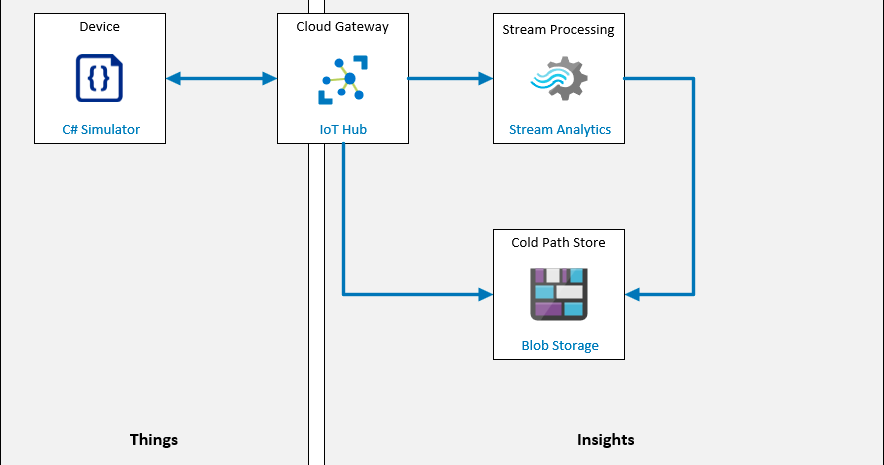 Device
C# Simulator
Cloud Gateway
IoT Hub
Stream Processing
Stream Analytics
Cold Path Store
Blob Storage
Things
Insights